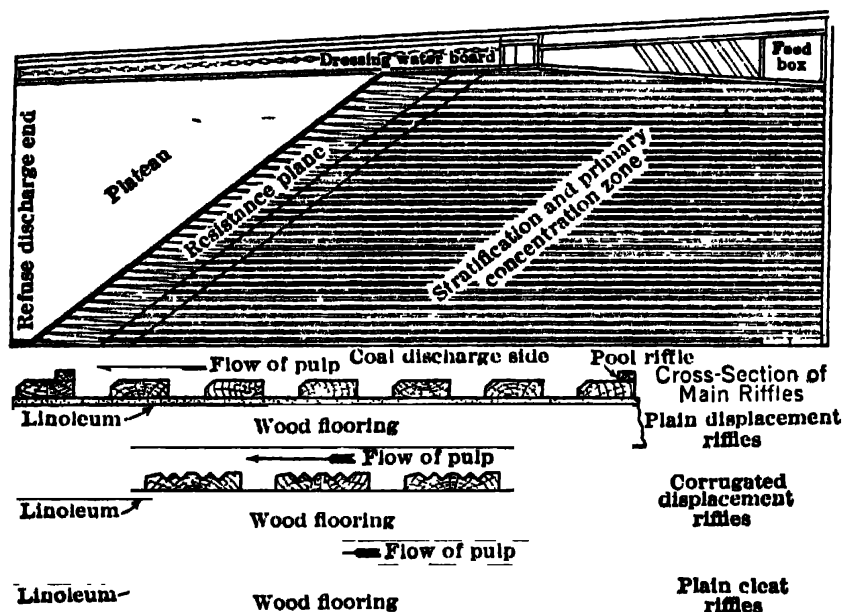 Dressing water board
Feed
box
Refuse discharge end
Plateau
Resistance plane
Stratification and primary
concentration zone
Coal discharge side
Flow of pulp
Pool riffle
Cross-Section of
Main Riffles
Linoleum
Wood flooring
Plain displacement
riffles
Flow of pulp
Corrugated
displacement
riffles
Linoleum
Wood flooring
Flow of pulp
Linoleum
Wood flooring
Plain cleat
riffles